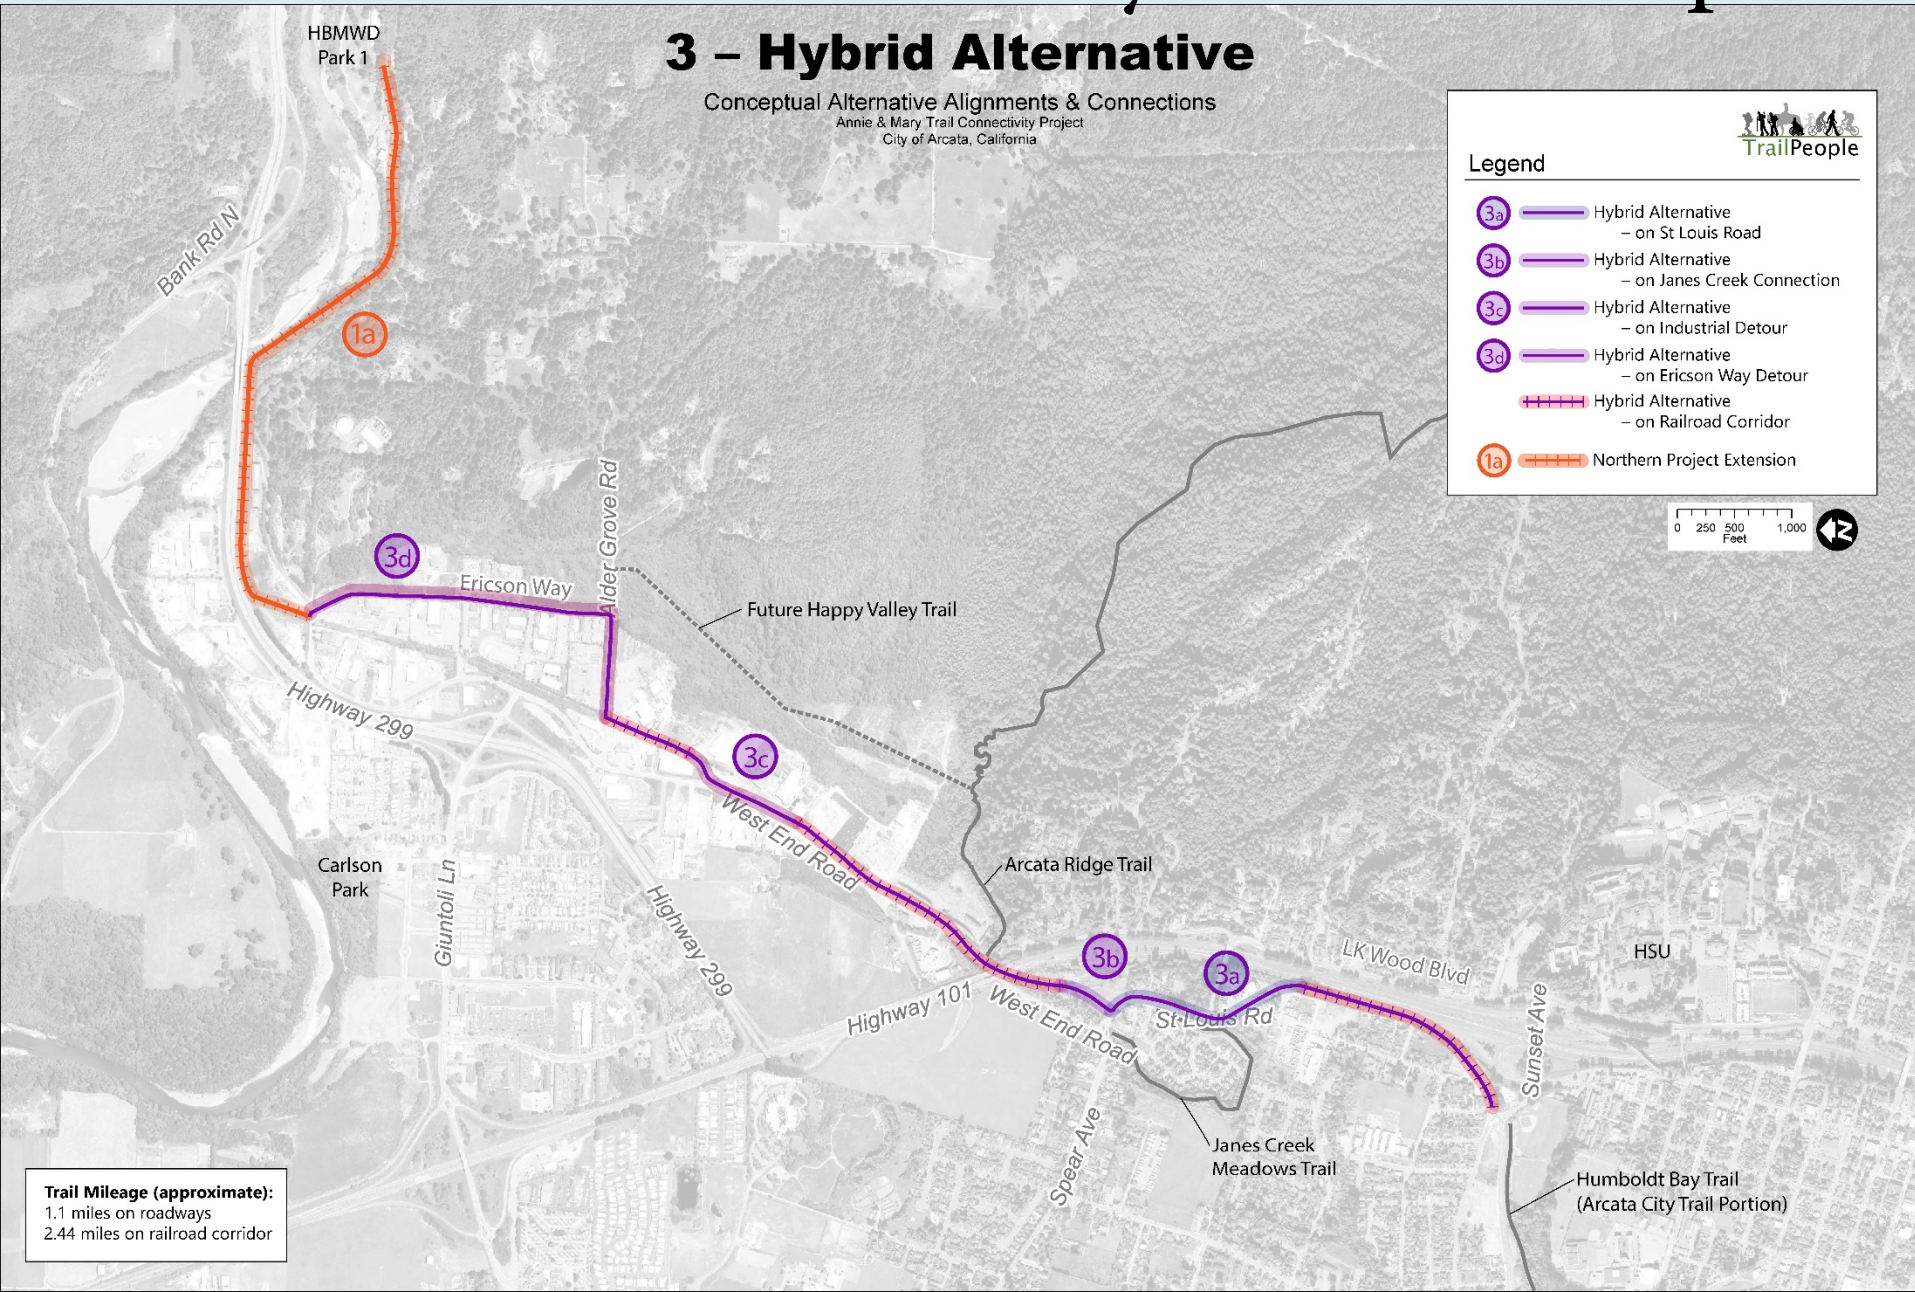 HBMWD
Park 1
3 – Hybrid Alternative
Conceptual Alternative Alignments & Connections
Annie & Mary Trail Connectivity Project
City of Arcata, California
TrailPeople
Legend
3a Hybrid Alternative
– on St Louis Road
3b Hybrid Alternative
– on Janes Creek Connection
3c Hybrid Alternative
– on Industrial Detour
3d Hybrid Alternative
– on Ericson Way Detour
Hybrid Alternative
– on Railroad Corridor
1a Northern Project Extension
0 250 500 1,000
Feet
N
Bank Rd N
1a
3d
Ericson Way
Alder Grove Rd
Future Happy Valley Trail
Highway 299
3c
West End Road
Carlson
Park
Giuntoli Ln
Highway 299
Arcata Ridge Trail
3b
3a
LK Wood Blvd
HSU
Highway 101
West End Road
St Louis Rd
Sunset Ave
Spear Ave
Janes Creek
Meadows Trail
Humboldt Bay Trail
(Arcata City Trail Portion)
Trail Mileage (approximate):
1.1 miles on roadways
2.44 miles on railroad corridor